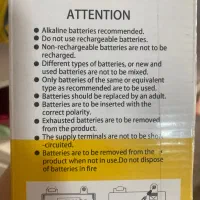 ATTENTION
● Alkaline batteries recommended.
● Do not use rechargeable batteries.
● Non-rechargeable batteries are not to be
recharged.
● Different types of batteries, or new and
used batteries are not to be mixed.
● Only batteries of the same or equivalent
type as recommended are to be used.
● Batteries should be replaced by an adult.
● Batteries are to be inserted with the
correct polarity.
● Exhausted batteries are to be removed
from the product.
● The supply terminals are not to be sho
-circuited.
● Batteries are to be removed from the
product when not in use.Do not dispose
of batteries in fire